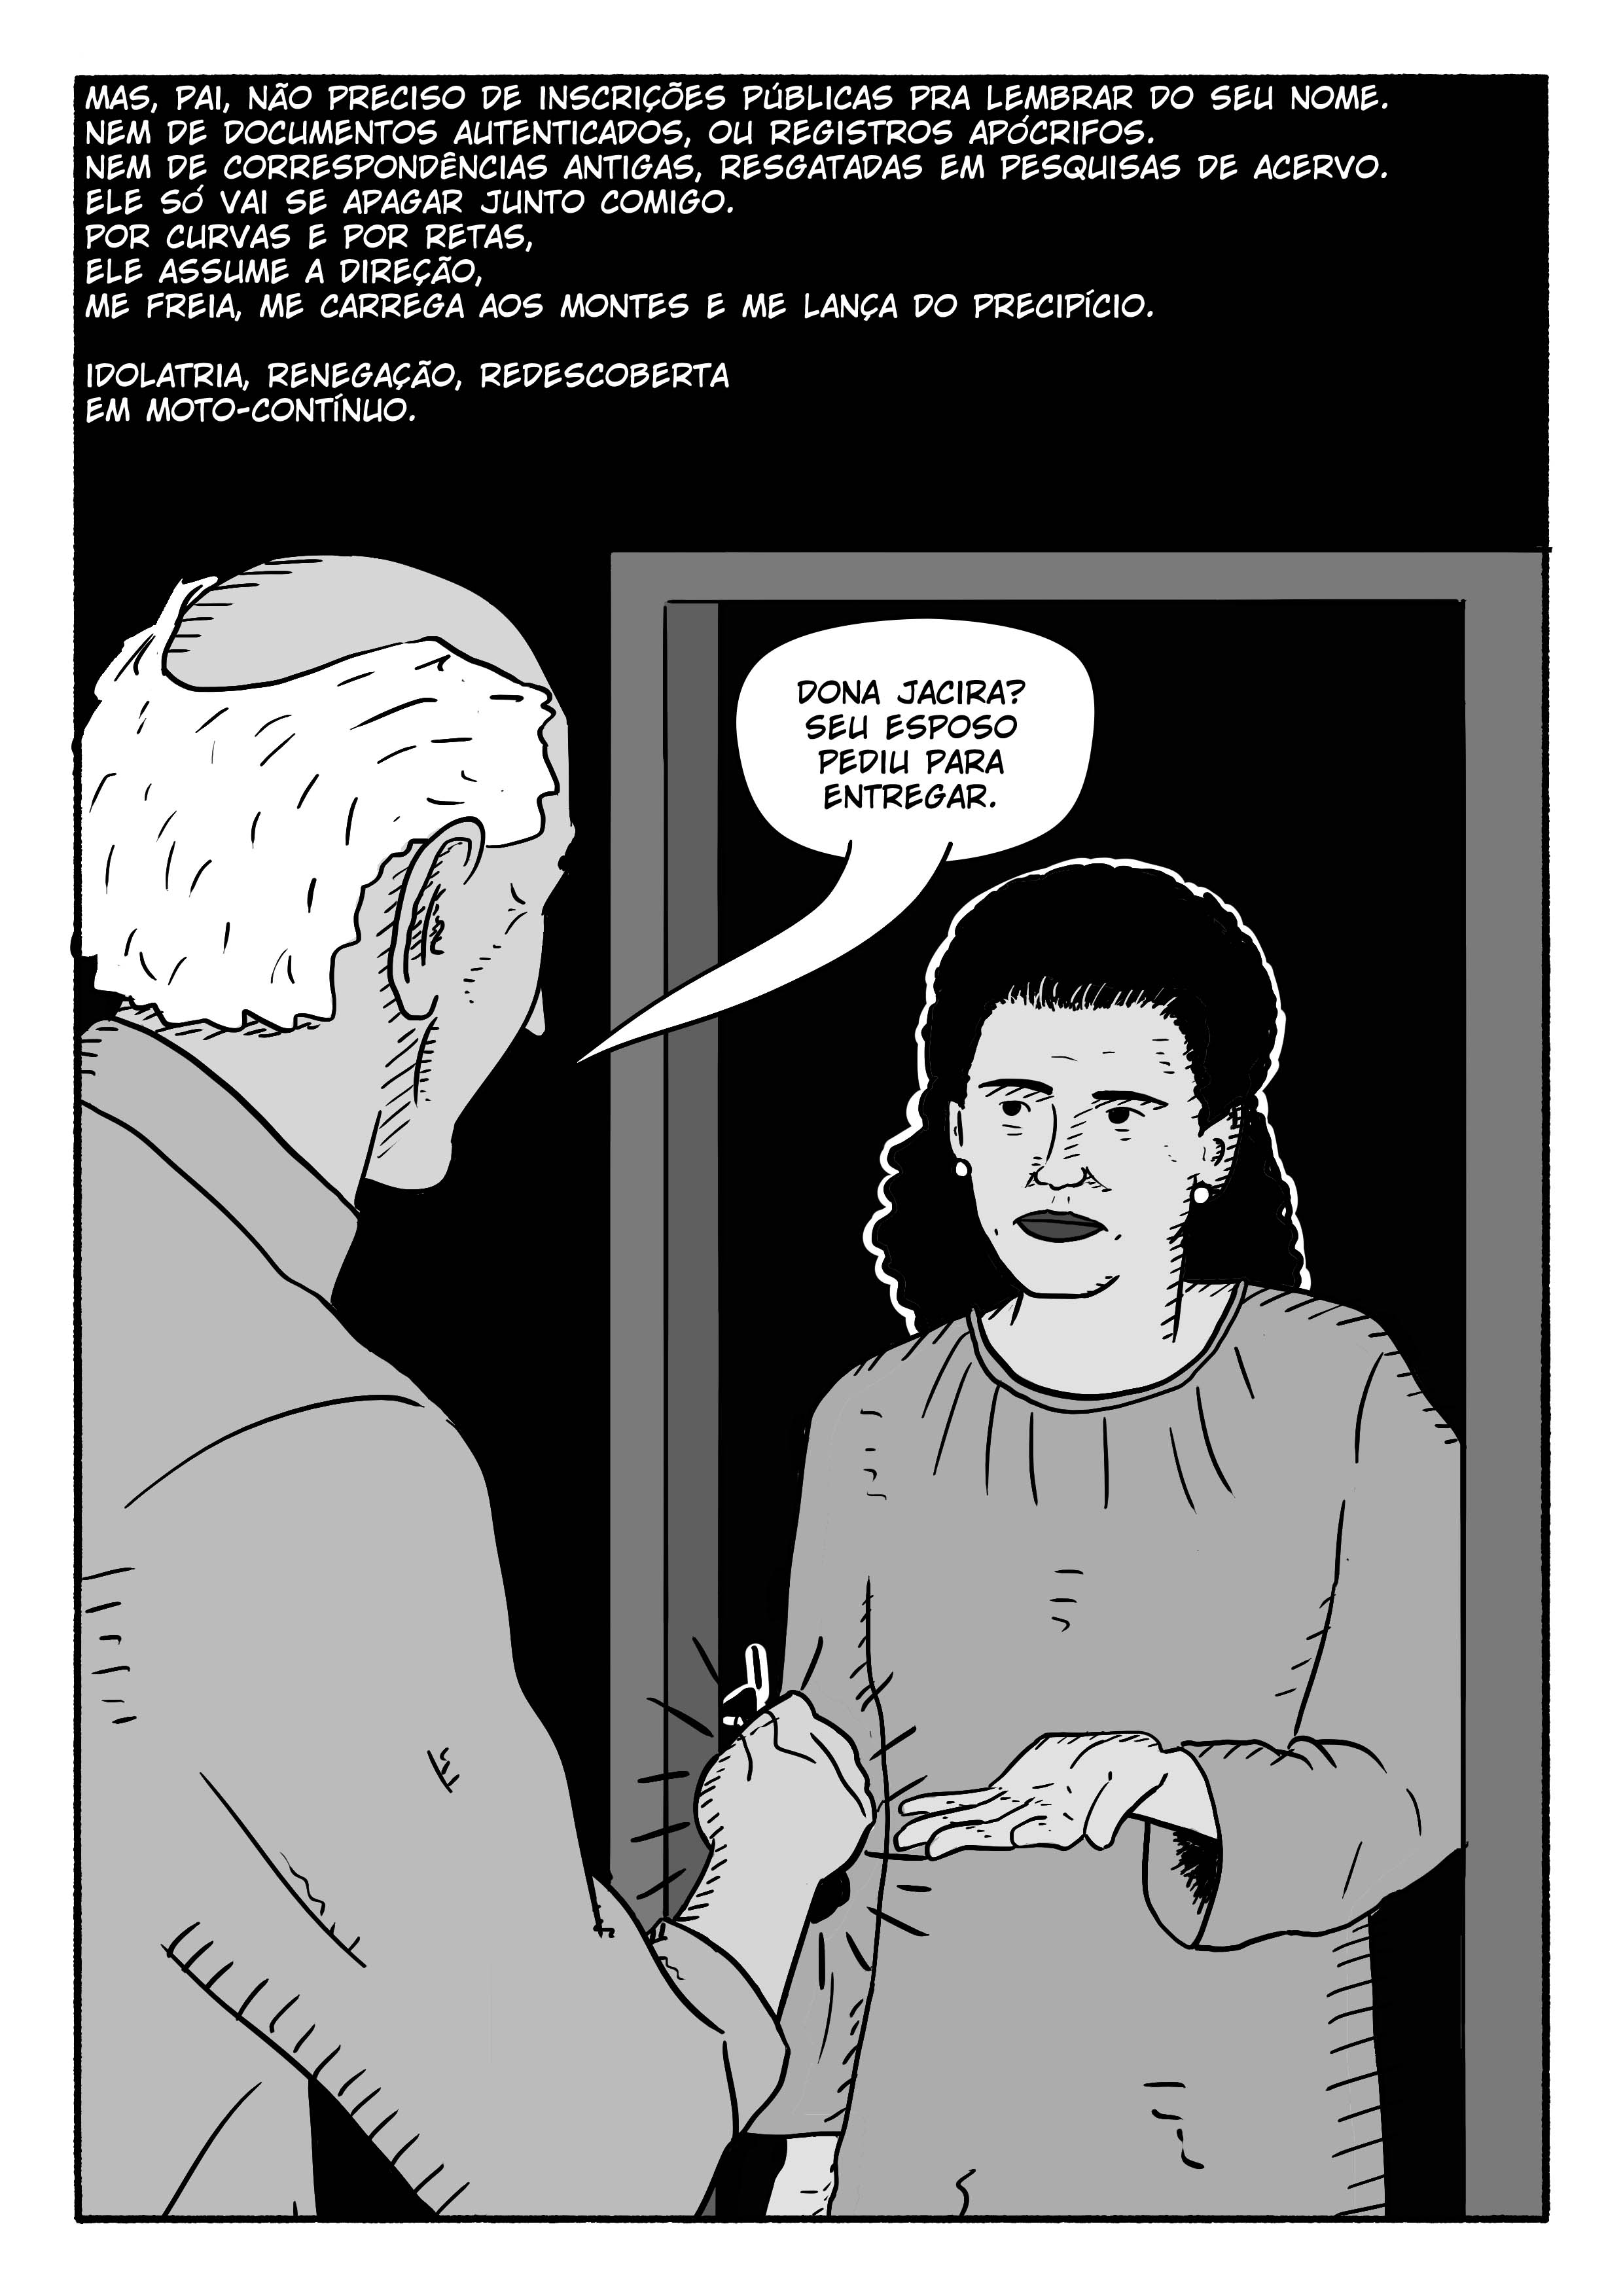 MAS, PAI, NÃO PRECISO DE INSCRIÇÕES PÚBLICAS PRA LEMBRAR DO SEU NOME.
NEM DE DOCUMENTOS AUTENTICADOS, OU REGISTROS APÓCRIFOS.
NEM DE CORRESPONDÊNCIAS ANTIGAS, RESGATADAS EM PESQUISAS DE ACERVO.
ELE SÓ VAI SE APAGAR JUNTO COMIGO.
POR CURVAS E POR RETAS,
ELE ASSUME A DIREÇÃO,
ME FREIA, ME CARREGA AOS MONTES E ME LANÇA DO PRECIPÍCIO.
IDOLATRIA, RENEGAÇÃO, REDESCOBERTA
EM MOTO-CONTÍNUO.
DONA JACIRA?
SEU ESPOSO
PEDIU PARA
ENTREGAR.